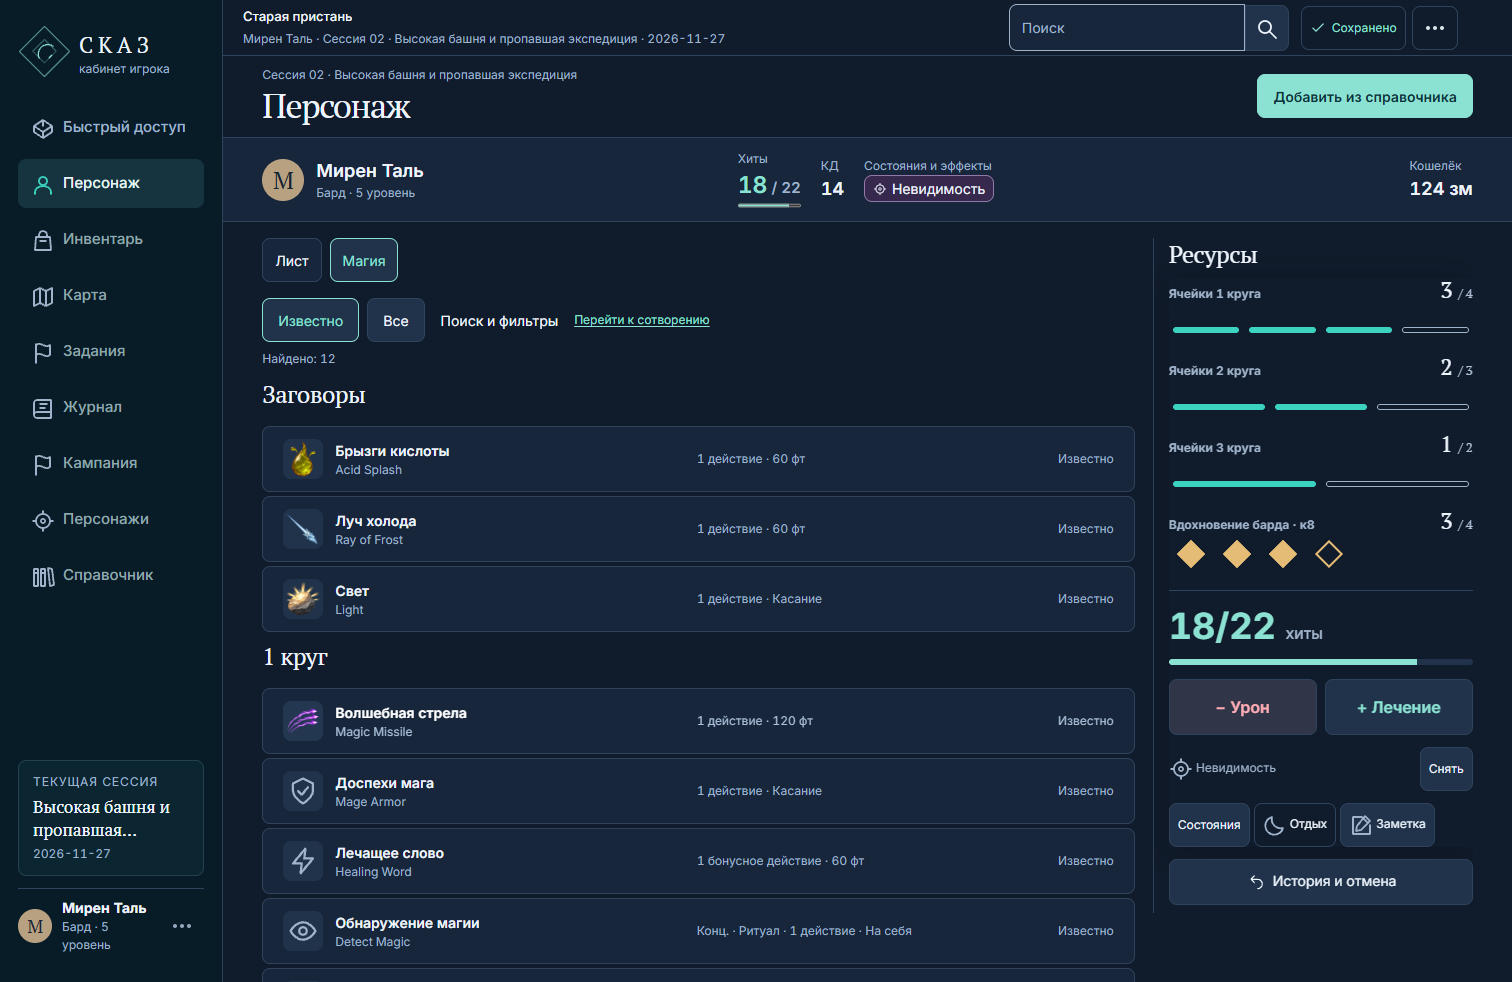 СКАЗ
кабинет игрока
Быстрый доступ
Персонаж
Инвентарь
Карта
Задания
Журнал
Кампания
Персонажи
Справочник
ТЕКУЩАЯ СЕССИЯ
Высокая башня и
пропавшая...
2026-11-27
М
Мирен Таль
Бард · 5
уровень
Старая пристань
Мирен Таль · Сессия 02 · Высокая башня и пропавшая экспедиция · 2026-11-27
Поиск
Сохранено
Сессия 02 · Высокая башня и пропавшая экспедиция
Персонаж
Добавить из справочника
М
Мирен Таль
Бард · 5 уровень
Хиты
18 / 22
КД
14
Состояния и эффекты
Невидимость
Кошелёк
124 зм
Лист
Магия
Известно
Все
Поиск и фильтры
Перейти к сотворению
Найдено: 12
Заговоры
Брызги кислоты
Acid Splash
1 действие · 60 фт
Известно
Луч холода
Ray of Frost
1 действие · 60 фт
Известно
Свет
Light
1 действие · Касание
Известно
1 круг
Волшебная стрела
Magic Missile
1 действие · 120 фт
Известно
Доспехи мага
Mage Armor
1 действие · Касание
Известно
Лечащее слово
Healing Word
1 бонусное действие · 60 фт
Известно
Обнаружение магии
Detect Magic
Конц. · Ритуал · 1 действие · На себя
Известно
Ресурсы
Ячейки 1 круга
3 / 4
Ячейки 2 круга
2 / 3
Ячейки 3 круга
1 / 2
Вдохновение барда · к8
3 / 4
18/22 хиты
− Урон
+ Лечение
Невидимость
Снять
Состояния
Отдых
Заметка
История и отмена